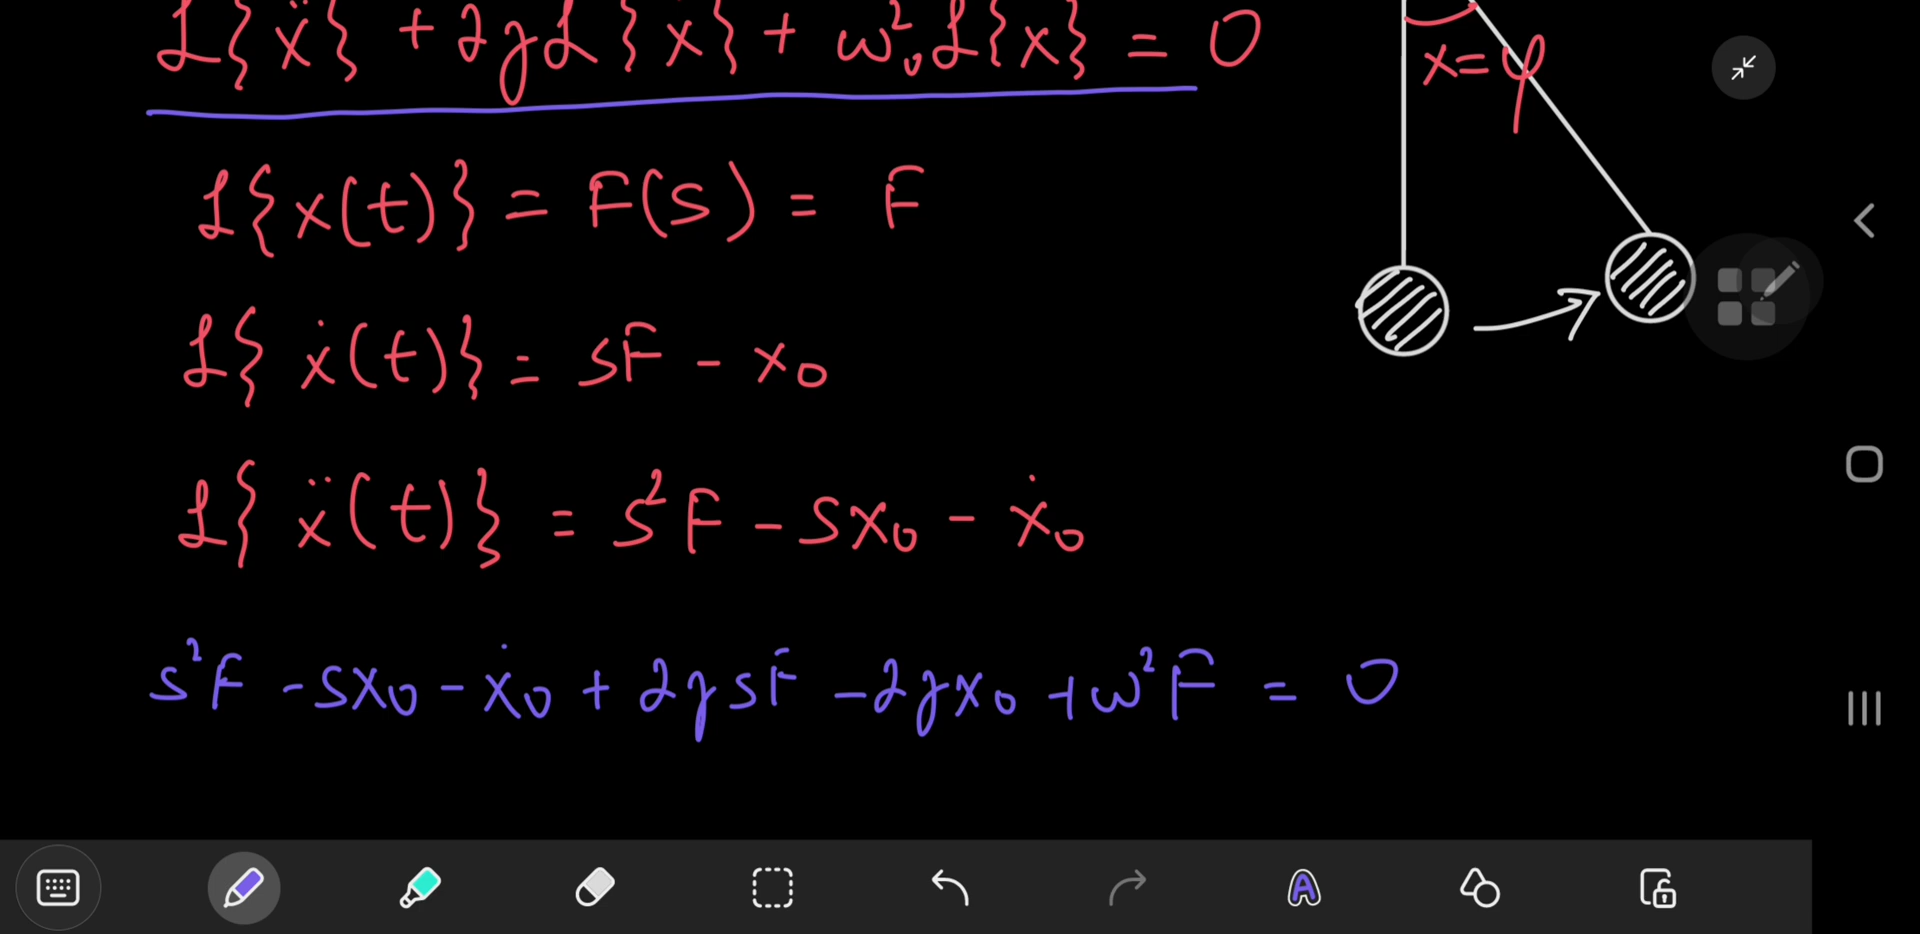 ℒ{ẍ} + 2γℒ{ẋ} + ω₀²ℒ{x} = 0
x = φ
ℒ{x(t)} = F(s) = F
ℒ{ẋ(t)} = sF - x₀
ℒ{ẍ(t)} = s²F - sx₀ - ẋ₀
s²F - sx₀ - ẋ₀ + 2γsF - 2γx₀ + ω²F = 0
A